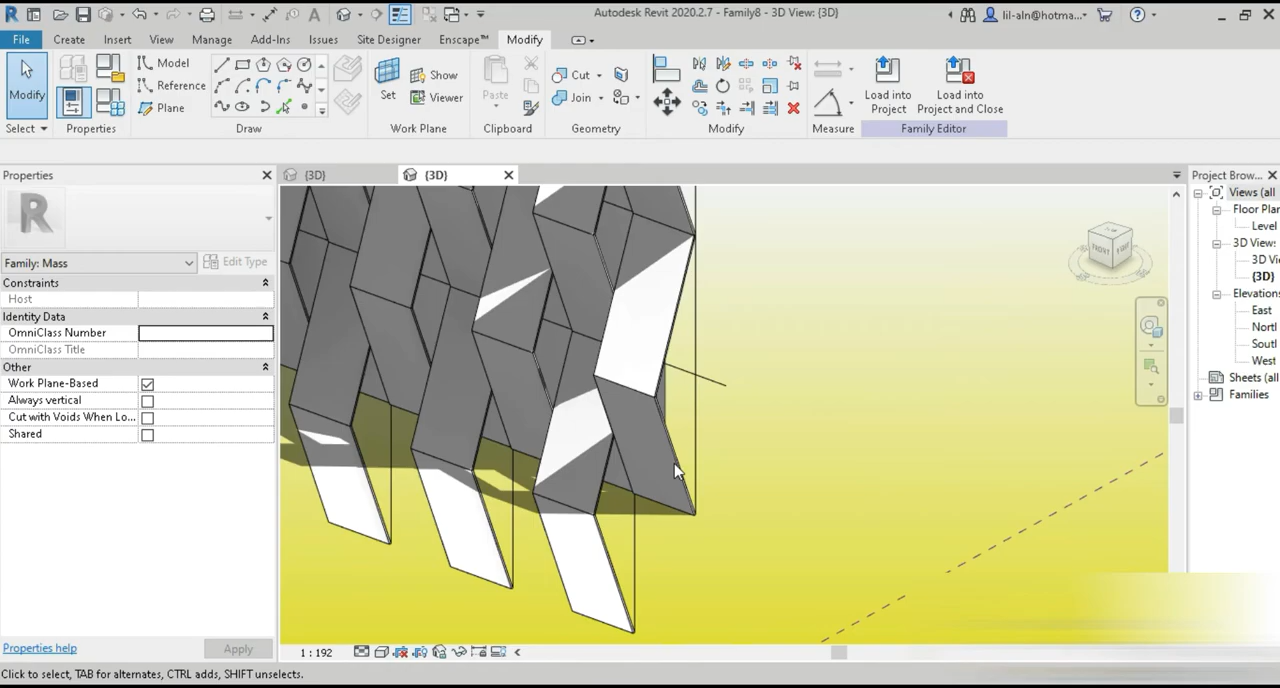 Autodesk Revit 2020.2.7 - Family8 - 3D View: {3D}
lil-aln@hotma...
File Create Insert View Manage Add-Ins Issues Site Designer Enscape™ Modify
Modify
Model
Reference
Plane
Set
Show
Viewer
Paste
Cut
Join
Load into Project
Load into Project and Close
Select Properties Draw Work Plane Clipboard Geometry Modify Measure Family Editor
Properties
{3D}
{3D}
Project Brow...
R
Family: Mass
Edit Type
Constraints
Host
Identity Data
OmniClass Number
OmniClass Title
Other
Work Plane-Based
Always vertical
Cut with Voids When Lo...
Shared
Properties help
Apply
FRONT
Views (all
Floor Plan
Level
3D View:
3D Vi
{3D}
Elevations
East
Nortl
Soutl
West
Sheets (all
Families
1 : 192
Click to select, TAB for alternates, CTRL adds, SHIFT unselects.